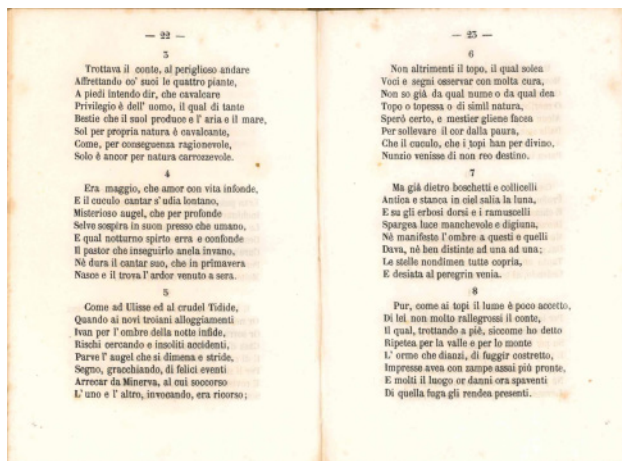 — 22 —
3
Trottava il conte, al periglioso andare
Affrettando co' suoi le quattro piante,
A piedi intendo dir, che cavalcare
Privilegio è dell' uomo, il qual di tante
Bestie che il suol produce e l' aria e il mare,
Sol per propria natura è cavalcante,
Come, per conseguenza ragionevole,
Solo è ancor per natura carrozzevole.
4
Era maggio, che amor con vita infonde,
E il cuculo cantar s' udia lontano,
Misterioso augel, che per profonde
Selve sospira in suon presso che umano,
E qual notturno spirto erra e confonde
Il pastor che inseguirlo anela invano,
Nè dura il cantar suo, che in primavera
Nasce e il trova l' ardor venuto a sera.
5
Come ad Ulisse ed al crudel Tidide,
Quando ai novi troiani alloggiamenti
Ivan per l' ombre della notte infide,
Rischi cercando e insoliti accidenti,
Parve l' augel che si dimena e stride,
Segno, gracchiando, di felici eventi
Arrecar da Minerva, al cui soccorso
L' uno e l' altro, invocando, era ricorso;
— 23 —
6
Non altrimenti il topo, il qual solea
Voci e segni osservar con molta cura,
Non so già da qual nume o da qual dea
Topo o topessa o di simil natura,
Sperò certo, e mestier gliene facea
Per sollevare il cor dalla paura,
Che il cuculo, che i topi han per divino,
Nunzio venisse di non reo destino.
7
Ma già dietro boschetti e collicelli
Antica e stanca in ciel salia la luna,
E su gli erbosi dorsi e i ramuscelli
Spargea luce manchevole e digiuna,
Nè manifeste l' ombre a questi e quelli
Dava, nè ben distinte ad una ad una;
Le stelle nondimen tutte copria,
E desiata al peregrin venia.
8
Pur, come ai topi il lume è poco accetto,
Di lei non molto rallegrossi il conte,
Il qual, trottando a piè, siccome ho detto
Ripetea per la valle e per lo monte
L' orme che dianzi, di fuggir costretto,
Impresse avea con zampe assai più pronte,
E molti il luogo or danni ora spaventi
Di quella fuga gli rendea presenti.